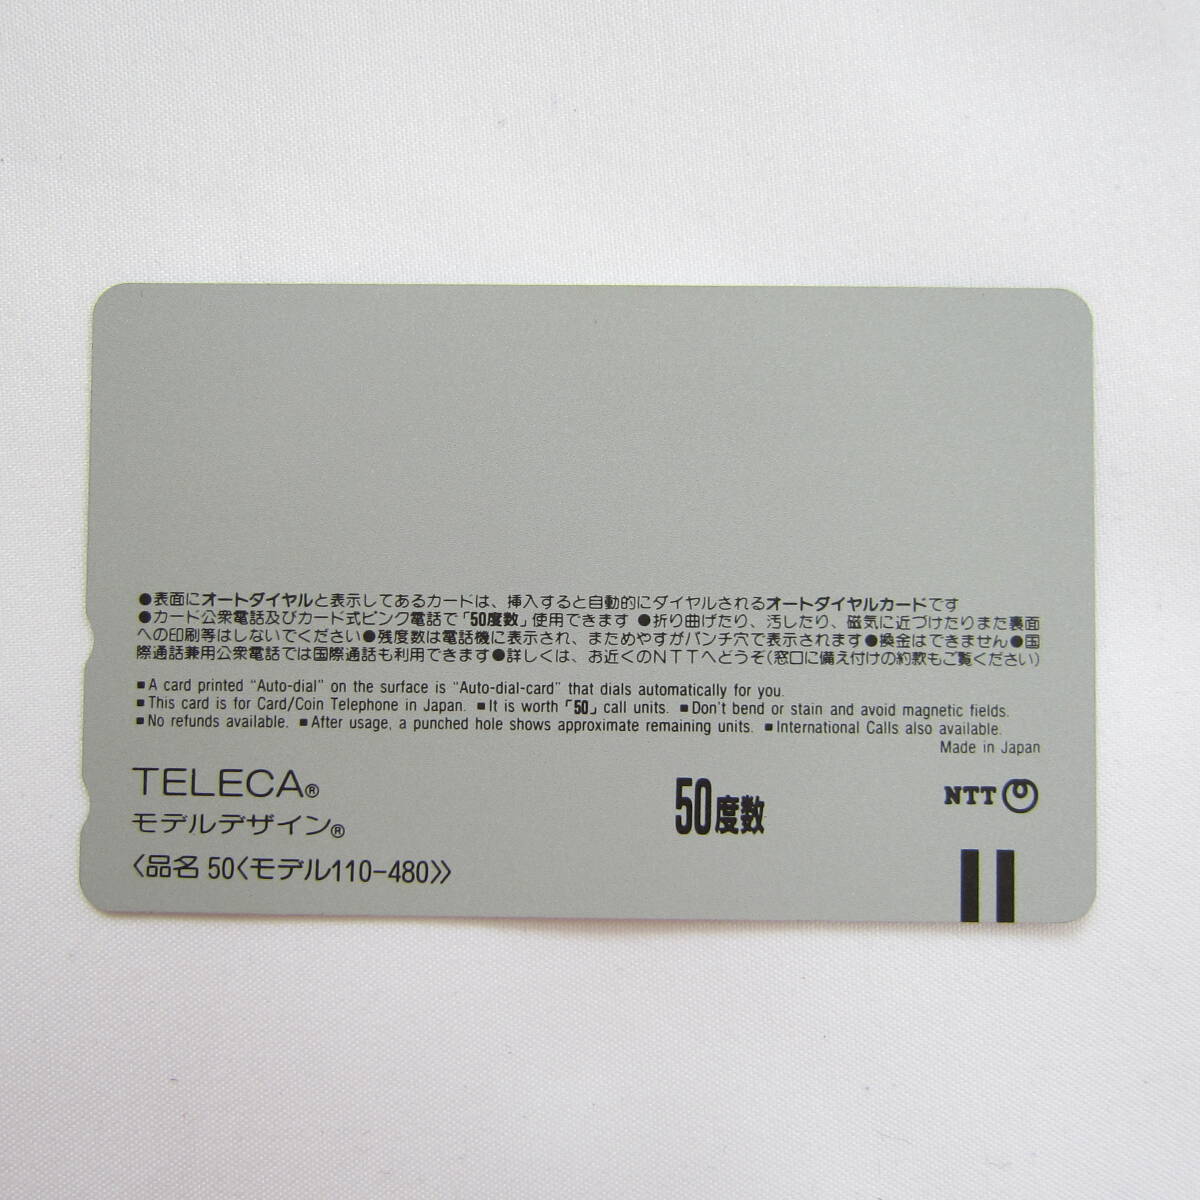 ●表面にオートダイヤルと表示してあるカードは、挿入すると自動的にダイヤルされるオートダイヤルカードです
●カード公衆電話及びカード式ピンク電話で「50度数」使用できます ●折り曲げたり、汚したり、磁気に近づけたりまた裏面
への印刷等はしないでください●残度数は電話機に表示され、まためやすがパンチ穴で表示されます●換金はできません●国
際通話兼用公衆電話では国際通話も利用できます●詳しくは、お近くのNTTへどうぞ(窓口に備え付けの約款もご覧ください)
■A card printed “Auto-dial” on the surface is “Auto-dial-card” that dials automatically for you.
■This card is for Card/Coin Telephone in Japan. ■It is worth「50」call units. ■Don't bend or stain and avoid magnetic fields.
■No refunds available. ■After usage, a punched hole shows approximate remaining units. ■International Calls also available.
Made in Japan
TELECA®
モデルデザイン®
〈品名 50〈モデル110-480〉〉
50度数
NTT